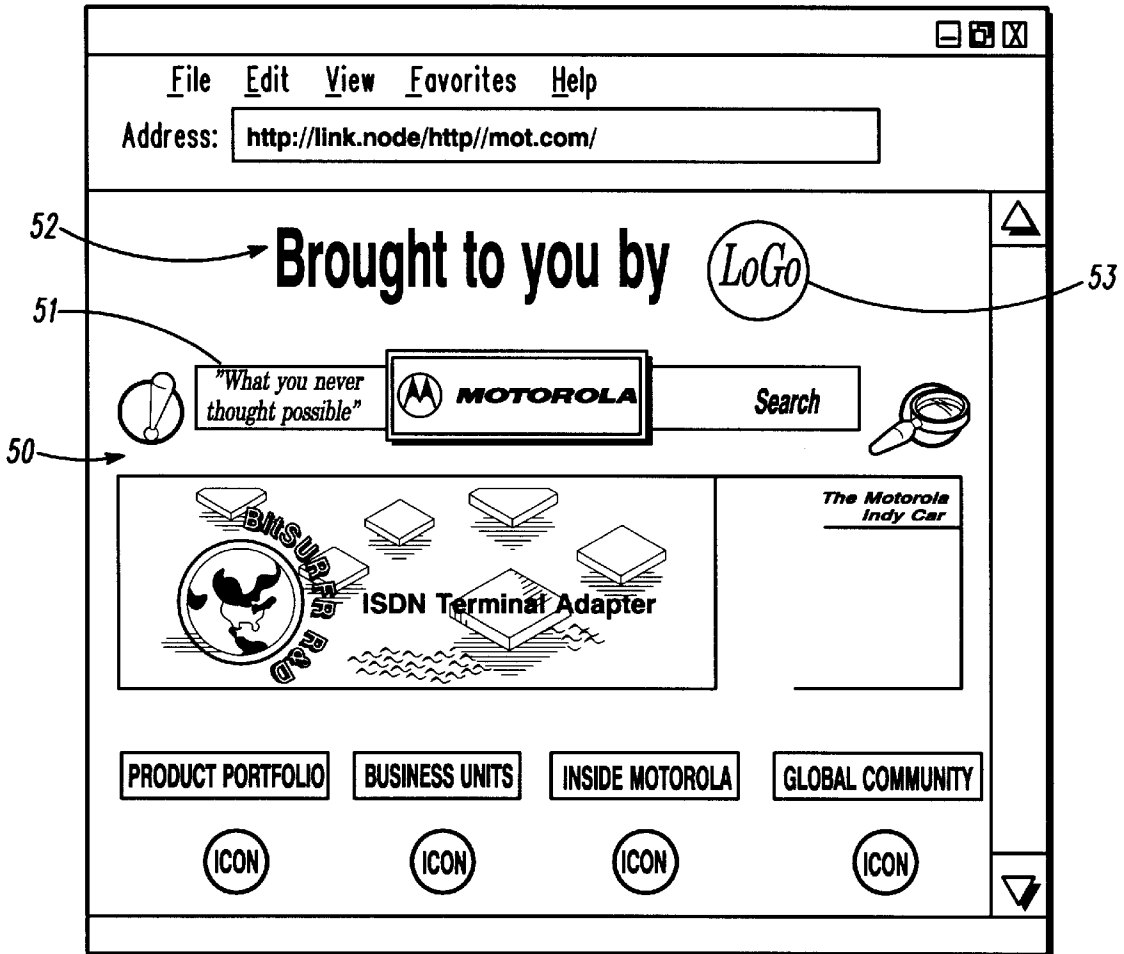 File Edit View Favorites Help
Address: http://link.node/http//mot.com/
52
Brought to you by LoGo
53
51
"What you never
thought possible"
MOTOROLA
Search
50
The Motorola
Indy Car
BitSURFR R&D
ISDN Terminal Adapter
PRODUCT PORTFOLIO BUSINESS UNITS INSIDE MOTOROLA GLOBAL COMMUNITY
ICON ICON ICON ICON